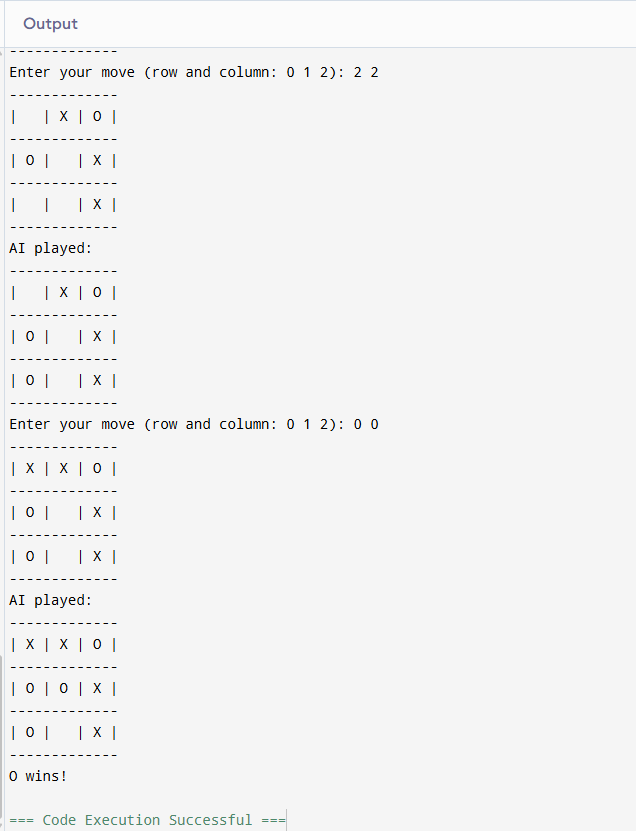 Output
-------------
Enter your move (row and column: 0 1 2): 2 2
-------------
|   | X | O |
-------------
| O |   | X |
-------------
|   |   | X |
-------------
AI played:
-------------
|   | X | O |
-------------
| O |   | X |
-------------
| O |   | X |
-------------
Enter your move (row and column: 0 1 2): 0 0
-------------
| X | X | O |
-------------
| O |   | X |
-------------
| O |   | X |
-------------
AI played:
-------------
| X | X | O |
-------------
| O | O | X |
-------------
| O |   | X |
-------------
O wins!
=== Code Execution Successful ===